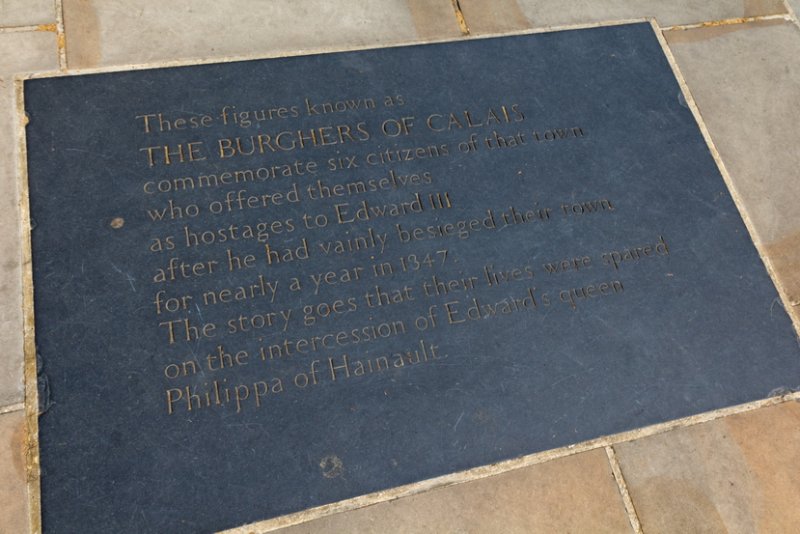 These figures known as
THE BURGHERS OF CALAIS
commemorate six citizens of that town
who offered themselves
as hostages to Edward III
after he had vainly besieged their town
for nearly a year in 1347.
The story goes that their lives were spared
on the intercession of Edward's queen
Philippa of Hainault.